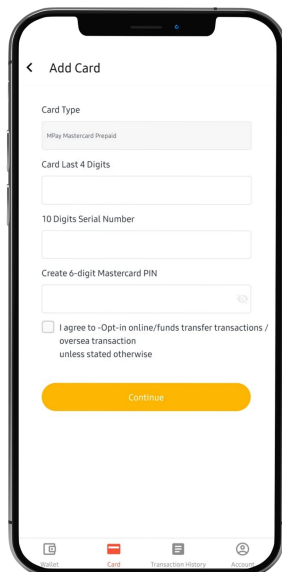 Add Card
Card Type
MPay Mastercard Prepaid
Card Last 4 Digits
10 Digits Serial Number
Create 6-digit Mastercard PIN
I agree to -Opt-in online/funds transfer transactions /
oversea transaction
unless stated otherwise
Continue
Wallet Card Transaction History Account